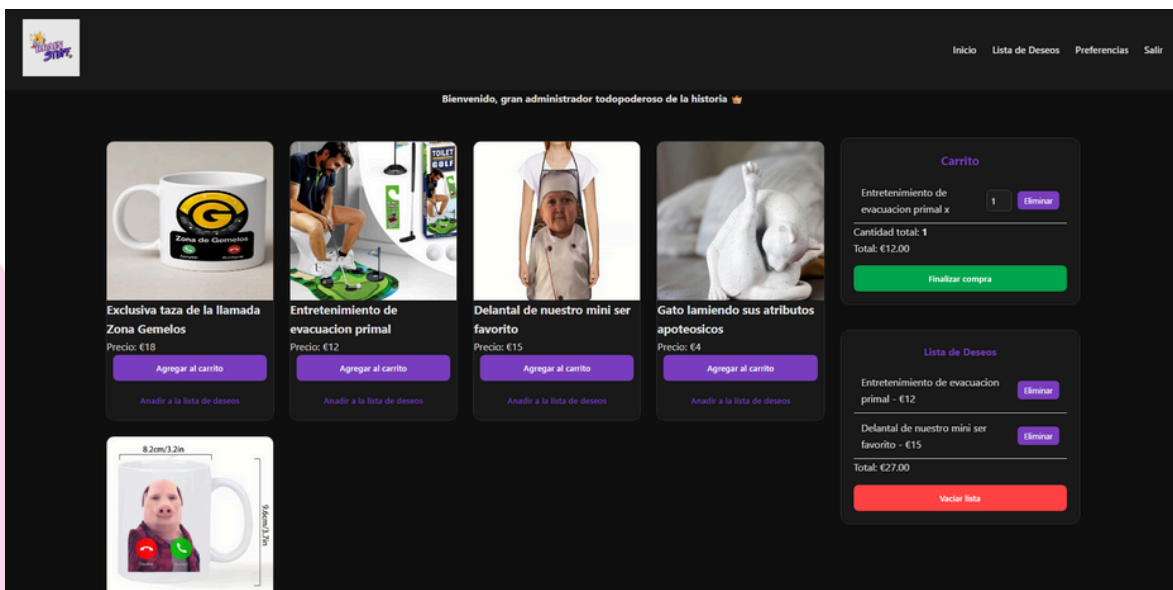 STUFF.
Inicio
Lista de Deseos
Preferencias
Salir
Bienvenido, gran administrador todopoderoso de la historia
G
Zona de Gemelos
Exclusiva taza de la llamada
Zona Gemelos
Precio: €18
Agregar al carrito
Anadir a la lista de deseos
TOILET
GOLF
Entretenimiento de
evacuacion primal
Precio: €12
Agregar al carrito
Anadir a la lista de deseos
Delantal de nuestro mini ser
favorito
Precio: €15
Agregar al carrito
Anadir a la lista de deseos
Gato lamiendo sus atributos
apoteosicos
Precio: €4
Agregar al carrito
Anadir a la lista de deseos
8.2cm/3.2in
9.6cm/3.7in
Carrito
Entretenimiento de
evacuacion primal x
1
Eliminar
Cantidad total: 1
Total: €12.00
Finalizar compra
Lista de Deseos
Entretenimiento de evacuacion
primal - €12
Eliminar
Delantal de nuestro mini ser
favorito - €15
Eliminar
Total: €27.00
Vaciar lista